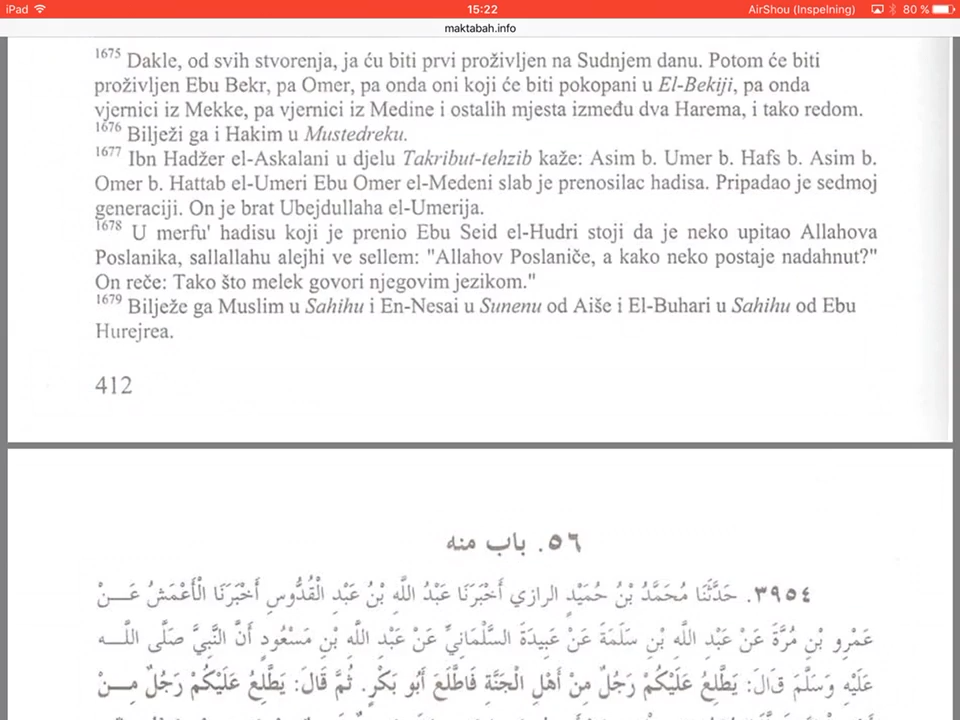 iPad 15:22 AirShou (Inspelning) 80 %
maktabah.info
1675 Dakle, od svih stvorenja, ja ću biti prvi proživljen na Sudnjem danu. Potom će biti
proživljen Ebu Bekr, pa Omer, pa onda oni koji će biti pokopani u El-Bekiji, pa onda
vjernici iz Mekke, pa vjernici iz Medine i ostalih mjesta između dva Harema, i tako redom.
1676 Bilježi ga i Hakim u Mustedreku.
1677 Ibn Hadžer el-Askalani u djelu Takribut-tehzib kaže: Asim b. Umer b. Hafs b. Asim b.
Omer b. Hattab el-Umeri Ebu Omer el-Medeni slab je prenosilac hadisa. Pripadao je sedmoj
generaciji. On je brat Ubejdullaha el-Umerija.
1678 U merfu' hadisu koji je prenio Ebu Seid el-Hudri stoji da je neko upitao Allahova
Poslanika, sallallahu alejhi ve sellem: "Allahov Poslaniče, a kako neko postaje nadahnut?"
On reče: Tako što melek govori njegovim jezikom."
1679 Bilježe ga Muslim u Sahihu i En-Nesai u Sunenu od Aiše i El-Buhari u Sahihu od Ebu
Hurejrea.
412
٥٦. باب منه
٣٩٥٤. حَدَّثَنَا مُحَمَّدُ بْنُ حُمَيْدٍ الرازي أَخْبَرَنَا عَبْدُ اللَّهِ بْنُ عَبْدِ الْقُدُّوسِ أَخْبَرَنَا الْأَعْمَشُ عَـــنْ
عَمْرِو بْنِ مُرَّةَ عَنْ عَبْدِ اللَّهِ بْنِ سَلَمَةَ عَنْ عَبِيدَةَ السَّلْمَانِيِّ عَنْ عَبْدِ اللَّهِ بْنِ مَسْعُودٍ أَنَّ النَّبِيَّ صَلَّى اللَّـــه
عَلَيْهِ وَسَلَّمَ قَالَ: يَطَّلِعُ عَلَيْكُمْ رَجُلٌ مِنْ أَهْلِ الْجَنَّةِ فَاطَّلَعَ أَبُو بَكْرٍ. ثُمَّ قَالَ: يَطَّلِعُ عَلَيْكُمْ رَجُلٌ مِـــنْ